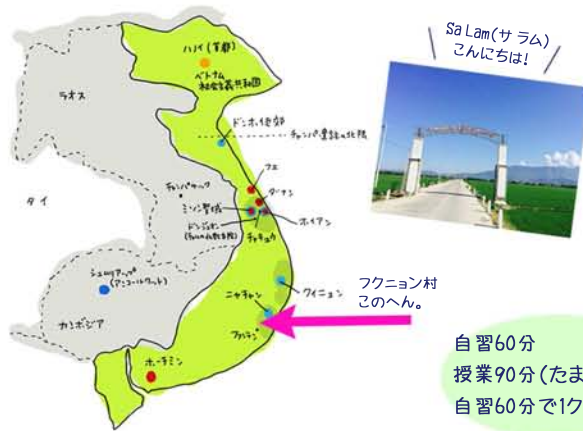 Sa Lam(サラム)
こんにちは!
ハノイ(首都)
ベトナム
社会主義共和国
ラオス
ドンホイ近郊
チャンパ遺跡の北限
フエ
ダナン
チャンパサック
タイ
ミソン聖域
ホイアン
ドンジュオン
チャキュウ
シェムリアップ
(アンコールワット)
クイニョン
ニャチャン
カンボジア
ホーチミン
フクニョン村
このへん。
自習60分
授業90分(たま
自習60分で1ク